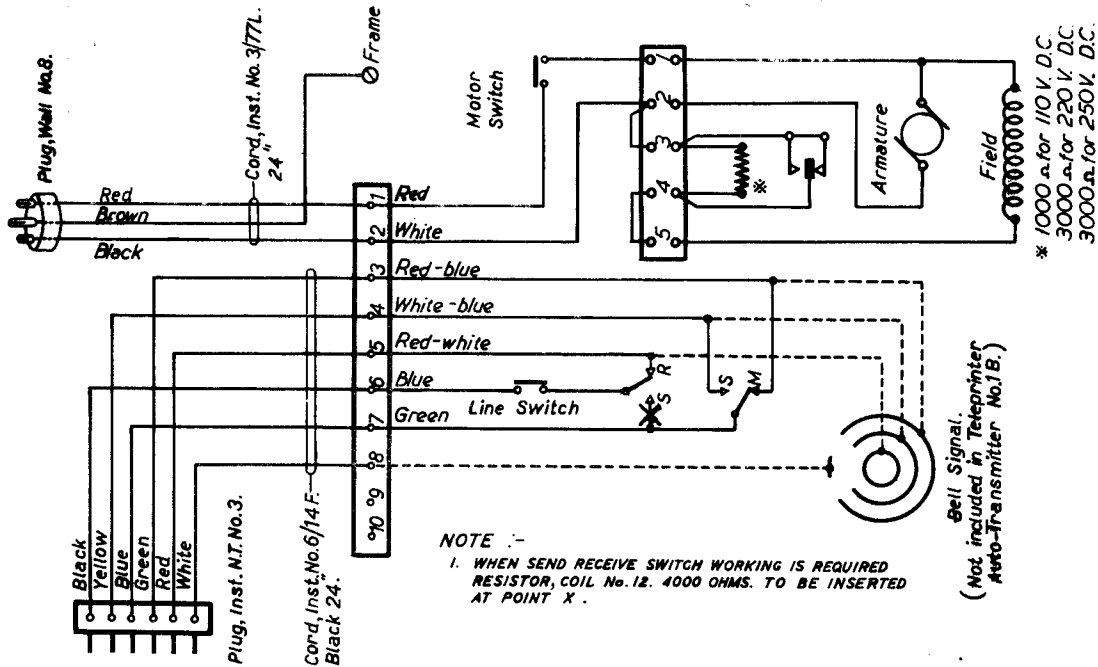 Plug, Wall No.8.
Red
Brown
Black
Cord, Inst. No. 3/77L.
24"
Frame
Motor
Switch
1 2 3 4 5 6 7 8 9 10
Red
White
Red-blue
White-blue
Red-white
Blue
Green
Line Switch
R
S
S
M
1 2 3 4 5
*
Armature
Field
* 1000 Ω for 110 V. D.C.
3000 Ω for 220 V. D.C.
3000 Ω for 250 V. D.C.
Black
Yellow
Blue
Green
Red
White
Plug, Inst. N.T. No. 3.
Cord, Inst. No. 6/14 F.
Black 24".
NOTE :-
1. WHEN SEND RECEIVE SWITCH WORKING IS REQUIRED
RESISTOR, COIL No. 12. 4000 OHMS. TO BE INSERTED
AT POINT X .
Bell Signal.
(Not included in Teleprinter
Auto-Transmitter No.1B.)